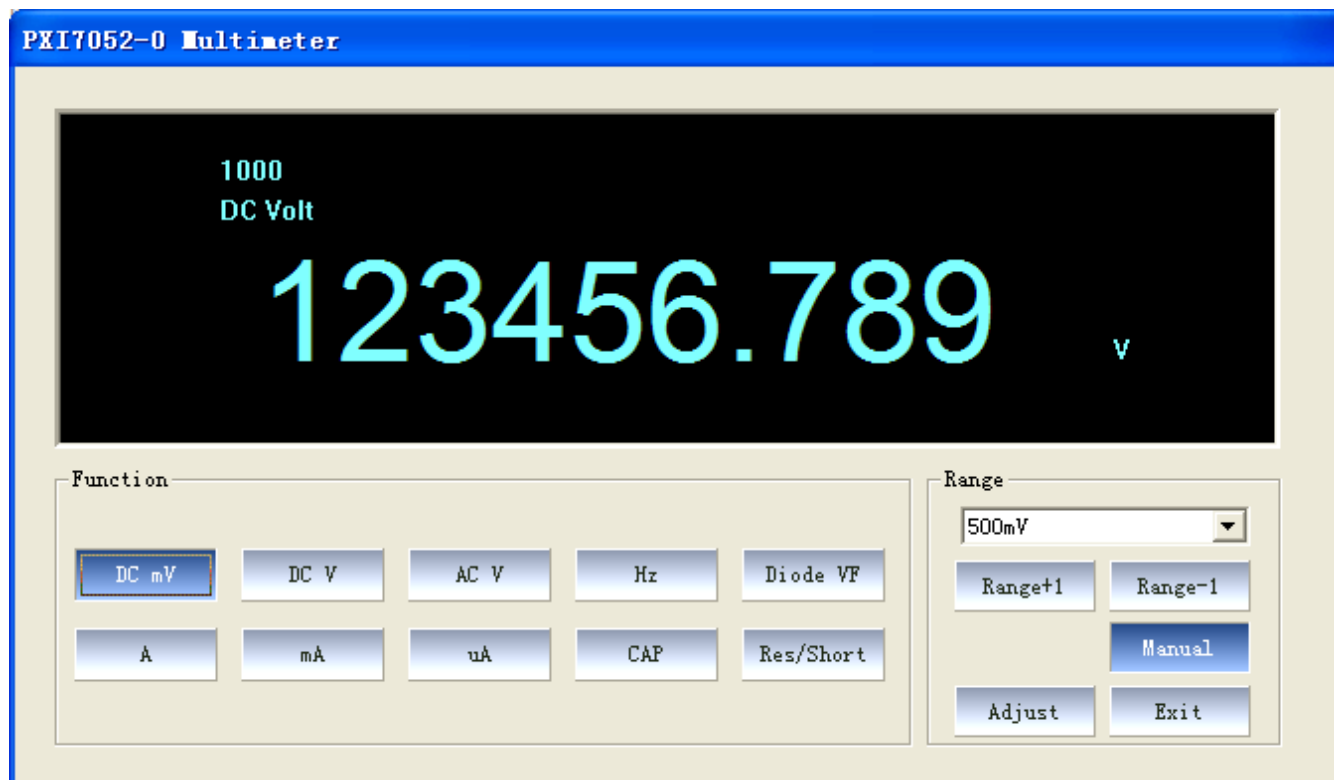 PXI7052-0 Multimeter
1000
DC Volt
123456.789 V
Function
DC mV DC V AC V Hz Diode VF
A mA uA CAP Res/Short
Range
500mV
Range+1 Range-1
Manual
Adjust Exit